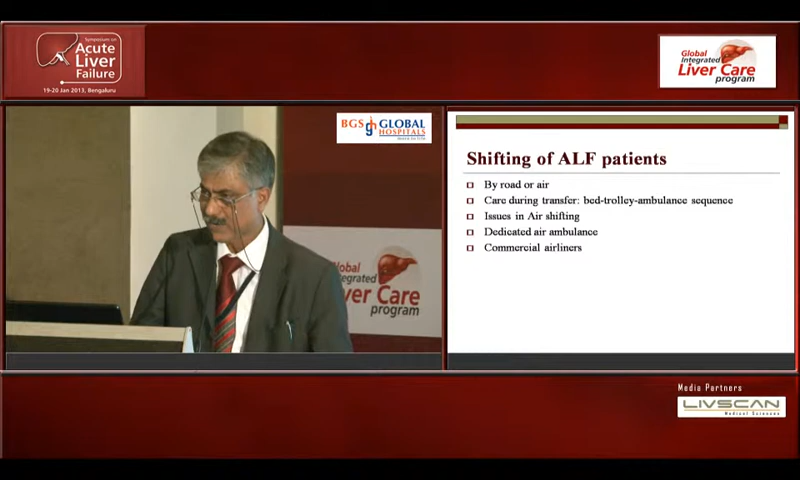 Symposium on
Acute
Liver
Failure
19-20 Jan 2013, Bengaluru
Global
Integrated
Liver Care
program
BGS GLOBAL
HOSPITALS
Global
Integrated
Liver Care
program
Shifting of ALF patients
By road or air
Care during transfer: bed-trolley-ambulance sequence
Issues in Air shifting
Dedicated air ambulance
Commercial airliners
Media Partners
LIVSCAN
Medical Sciences